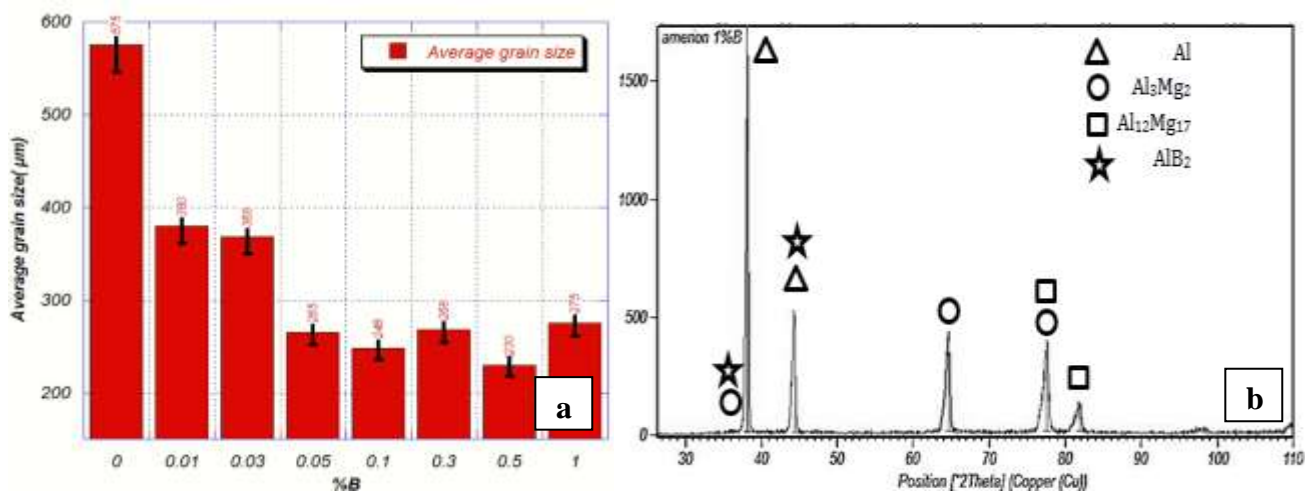 600
500
400
300
200
Average grain size( μm)
Average grain size
575
380
368
265
248
268
230
275
0 0.01 0.03 0.05 0.1 0.3 0.5 1
%B
a
amerion 1%B
1500
1000
500
0
Al
Al₃Mg₂
Al₁₂Mg₁₇
AlB₂
b
30 40 50 60 70 80 90 100 110
Position [°2Theta] (Copper (Cu))